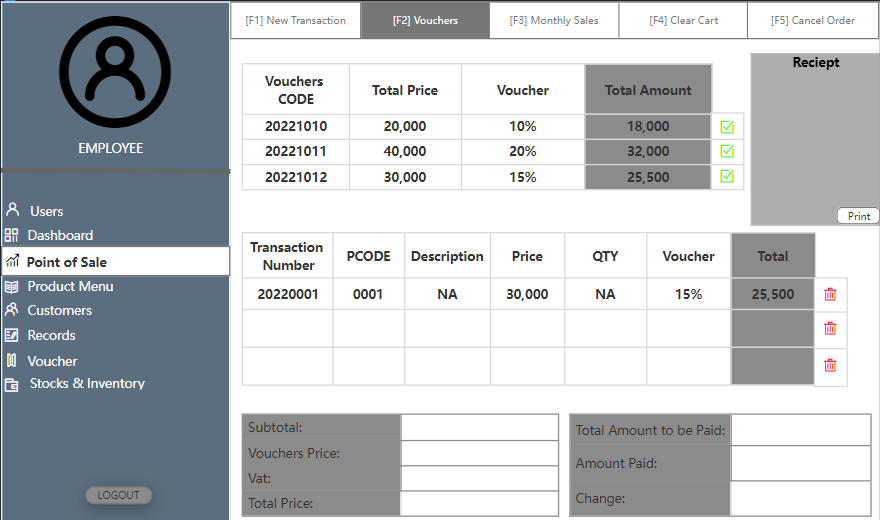 [F1] New Transaction [F2] Vouchers [F3] Monthly Sales [F4] Clear Cart [F5] Cancel Order
EMPLOYEE
Users
Dashboard
Point of Sale
Product Menu
Customers
Records
Voucher
Stocks & Inventory
LOGOUT
Vouchers
CODE Total Price Voucher Total Amount
20221010 20,000 10% 18,000
20221011 40,000 20% 32,000
20221012 30,000 15% 25,500
Reciept
Print
Transaction
Number PCODE Description Price QTY Voucher Total
20220001 0001 NA 30,000 NA 15% 25,500
Subtotal:
Vouchers Price:
Vat:
Total Price:
Total Amount to be Paid:
Amount Paid:
Change: